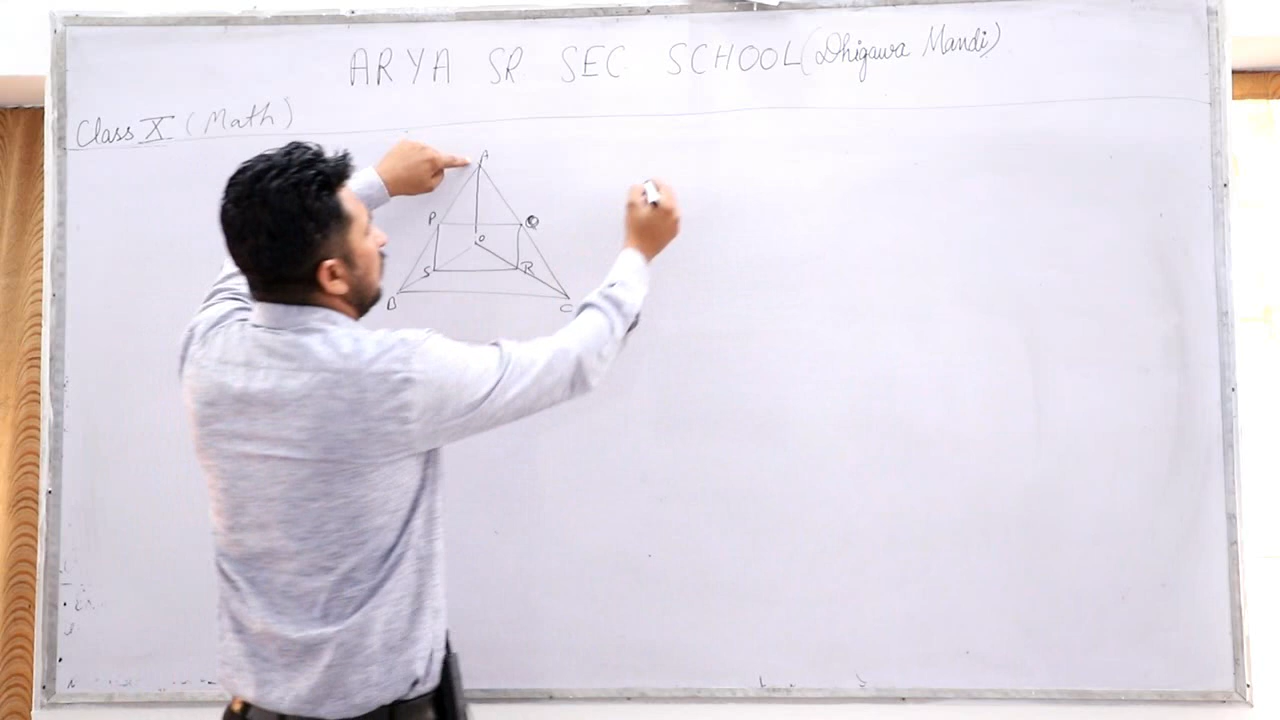 ARYA SR SEC SCHOOL (Dhigawa Mandi)
Class X (Math)
A
P Q
O
S R
B C